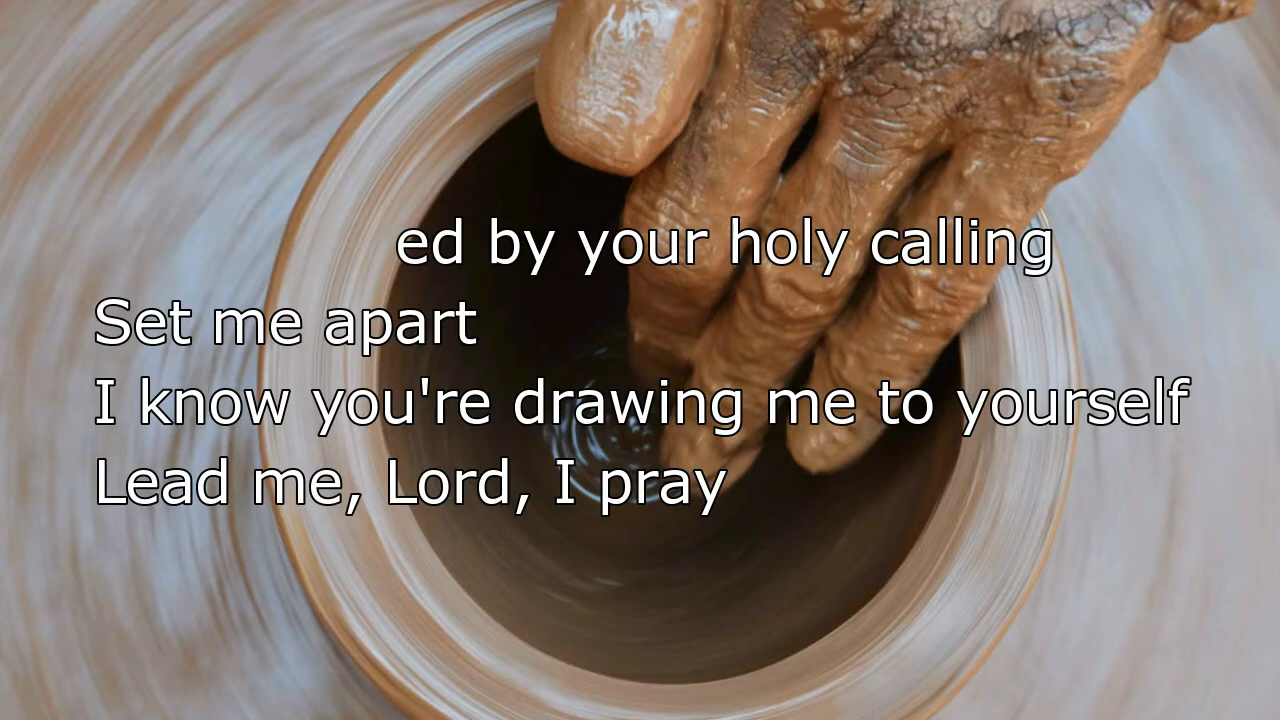 ed by your holy calling
Set me apart
I know you're drawing me to yourself
Lead me, Lord, I pray